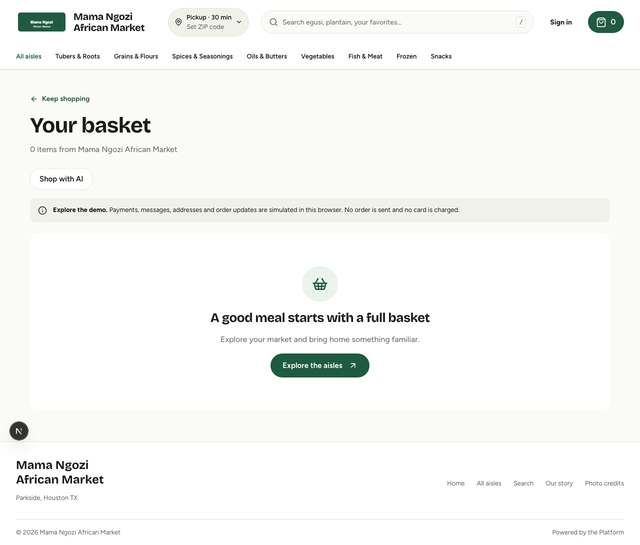 Mama Ngozi
African Market
Mama Ngozi
African Market
Pickup · 30 min
Set ZIP code
Search egusi, plantain, your favorites...
/
Sign in
0
All aisles
Tubers & Roots
Grains & Flours
Spices & Seasonings
Oils & Butters
Vegetables
Fish & Meat
Frozen
Snacks
Keep shopping
Your basket
0 items from Mama Ngozi African Market
Shop with AI
Explore the demo. Payments, messages, addresses and order updates are simulated in this browser. No order is sent and no card is charged.
A good meal starts with a full basket
Explore your market and bring home something familiar.
Explore the aisles
N
Mama Ngozi
African Market
Parkside, Houston TX
Home
All aisles
Search
Our story
Photo credits
© 2026 Mama Ngozi African Market
Powered by the Platform